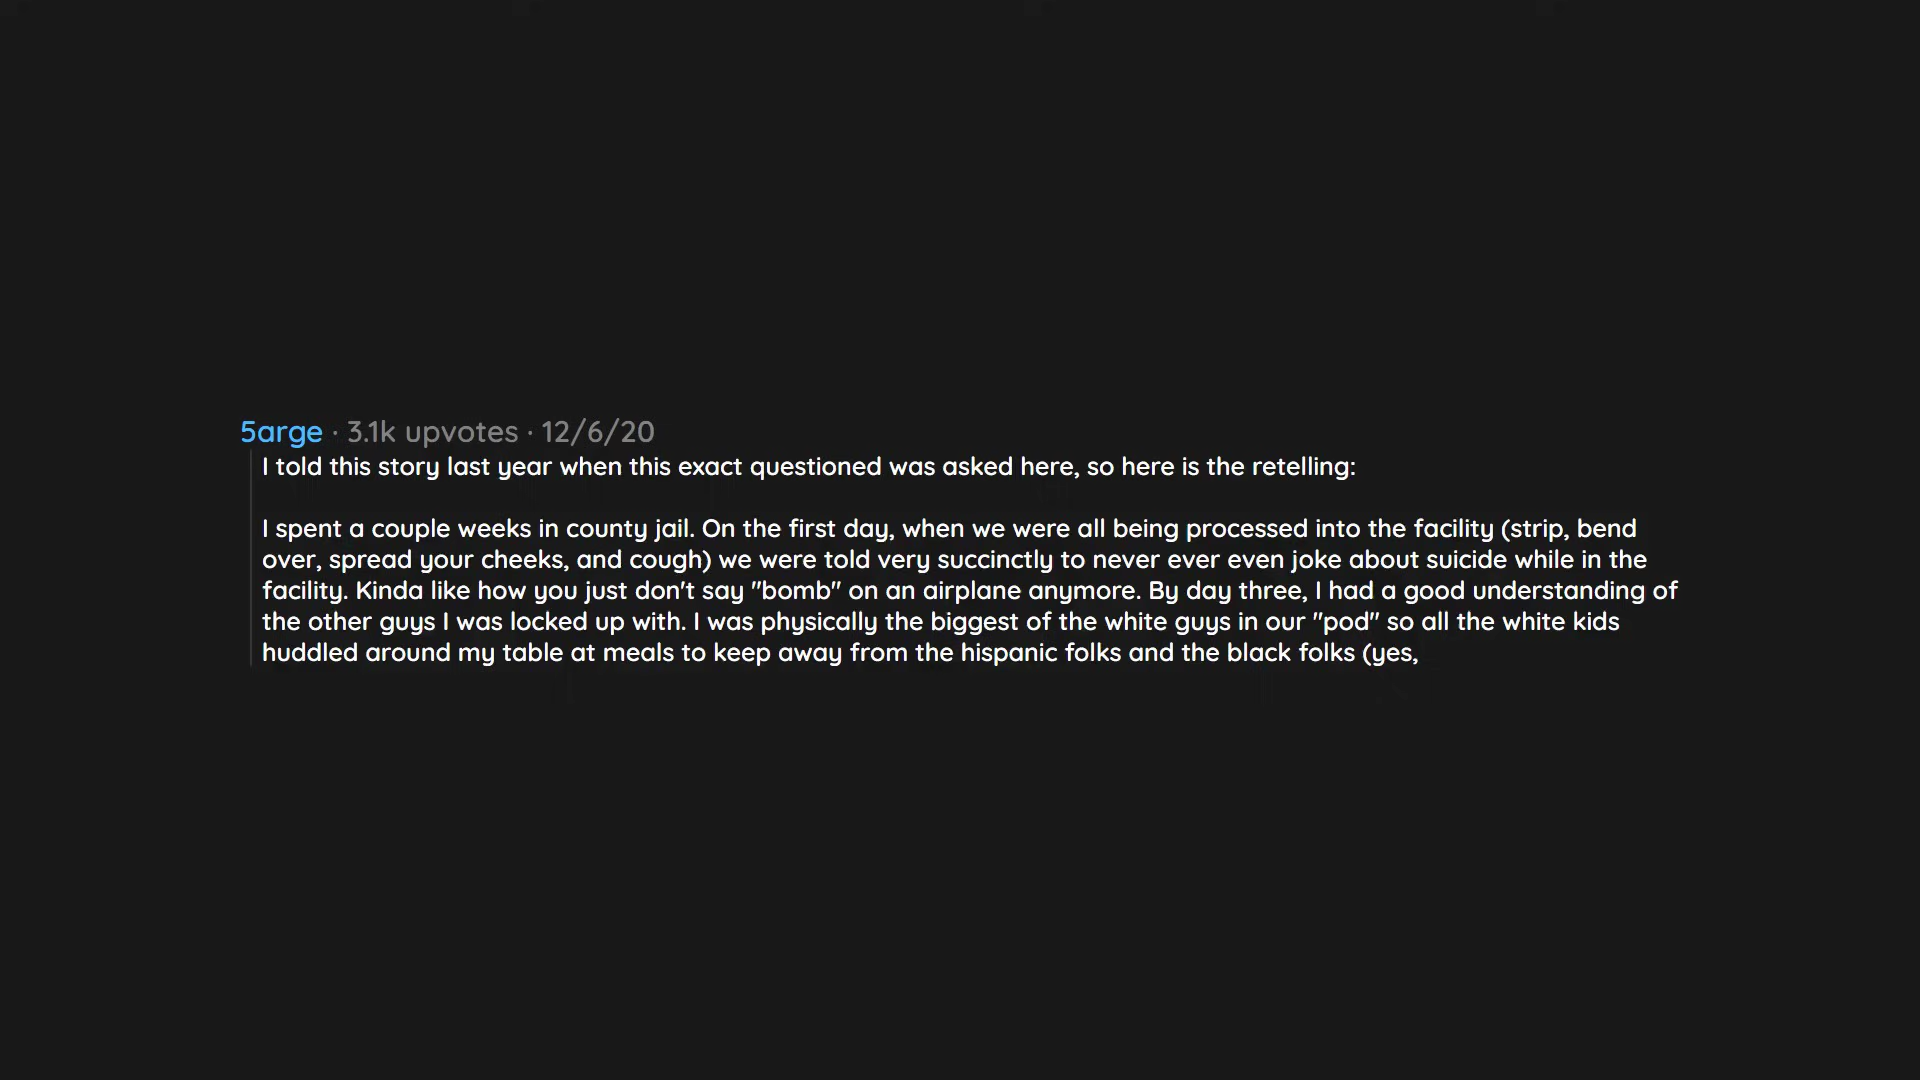 5arge · 3.1k upvotes · 12/6/20
I told this story last year when this exact questioned was asked here, so here is the retelling:
I spent a couple weeks in county jail. On the first day, when we were all being processed into the facility (strip, bend
over, spread your cheeks, and cough) we were told very succinctly to never ever even joke about suicide while in the
facility. Kinda like how you just don't say "bomb" on an airplane anymore. By day three, I had a good understanding of
the other guys I was locked up with. I was physically the biggest of the white guys in our "pod" so all the white kids
huddled around my table at meals to keep away from the hispanic folks and the black folks (yes,